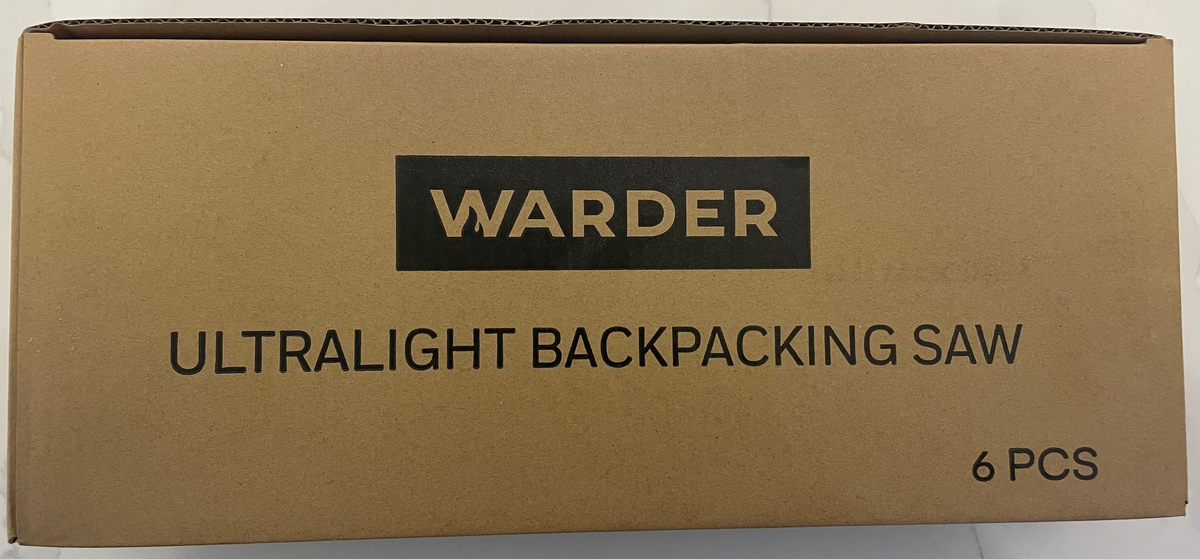 WARDER
ULTRALIGHT BACKPACKING SAW
6 PCS